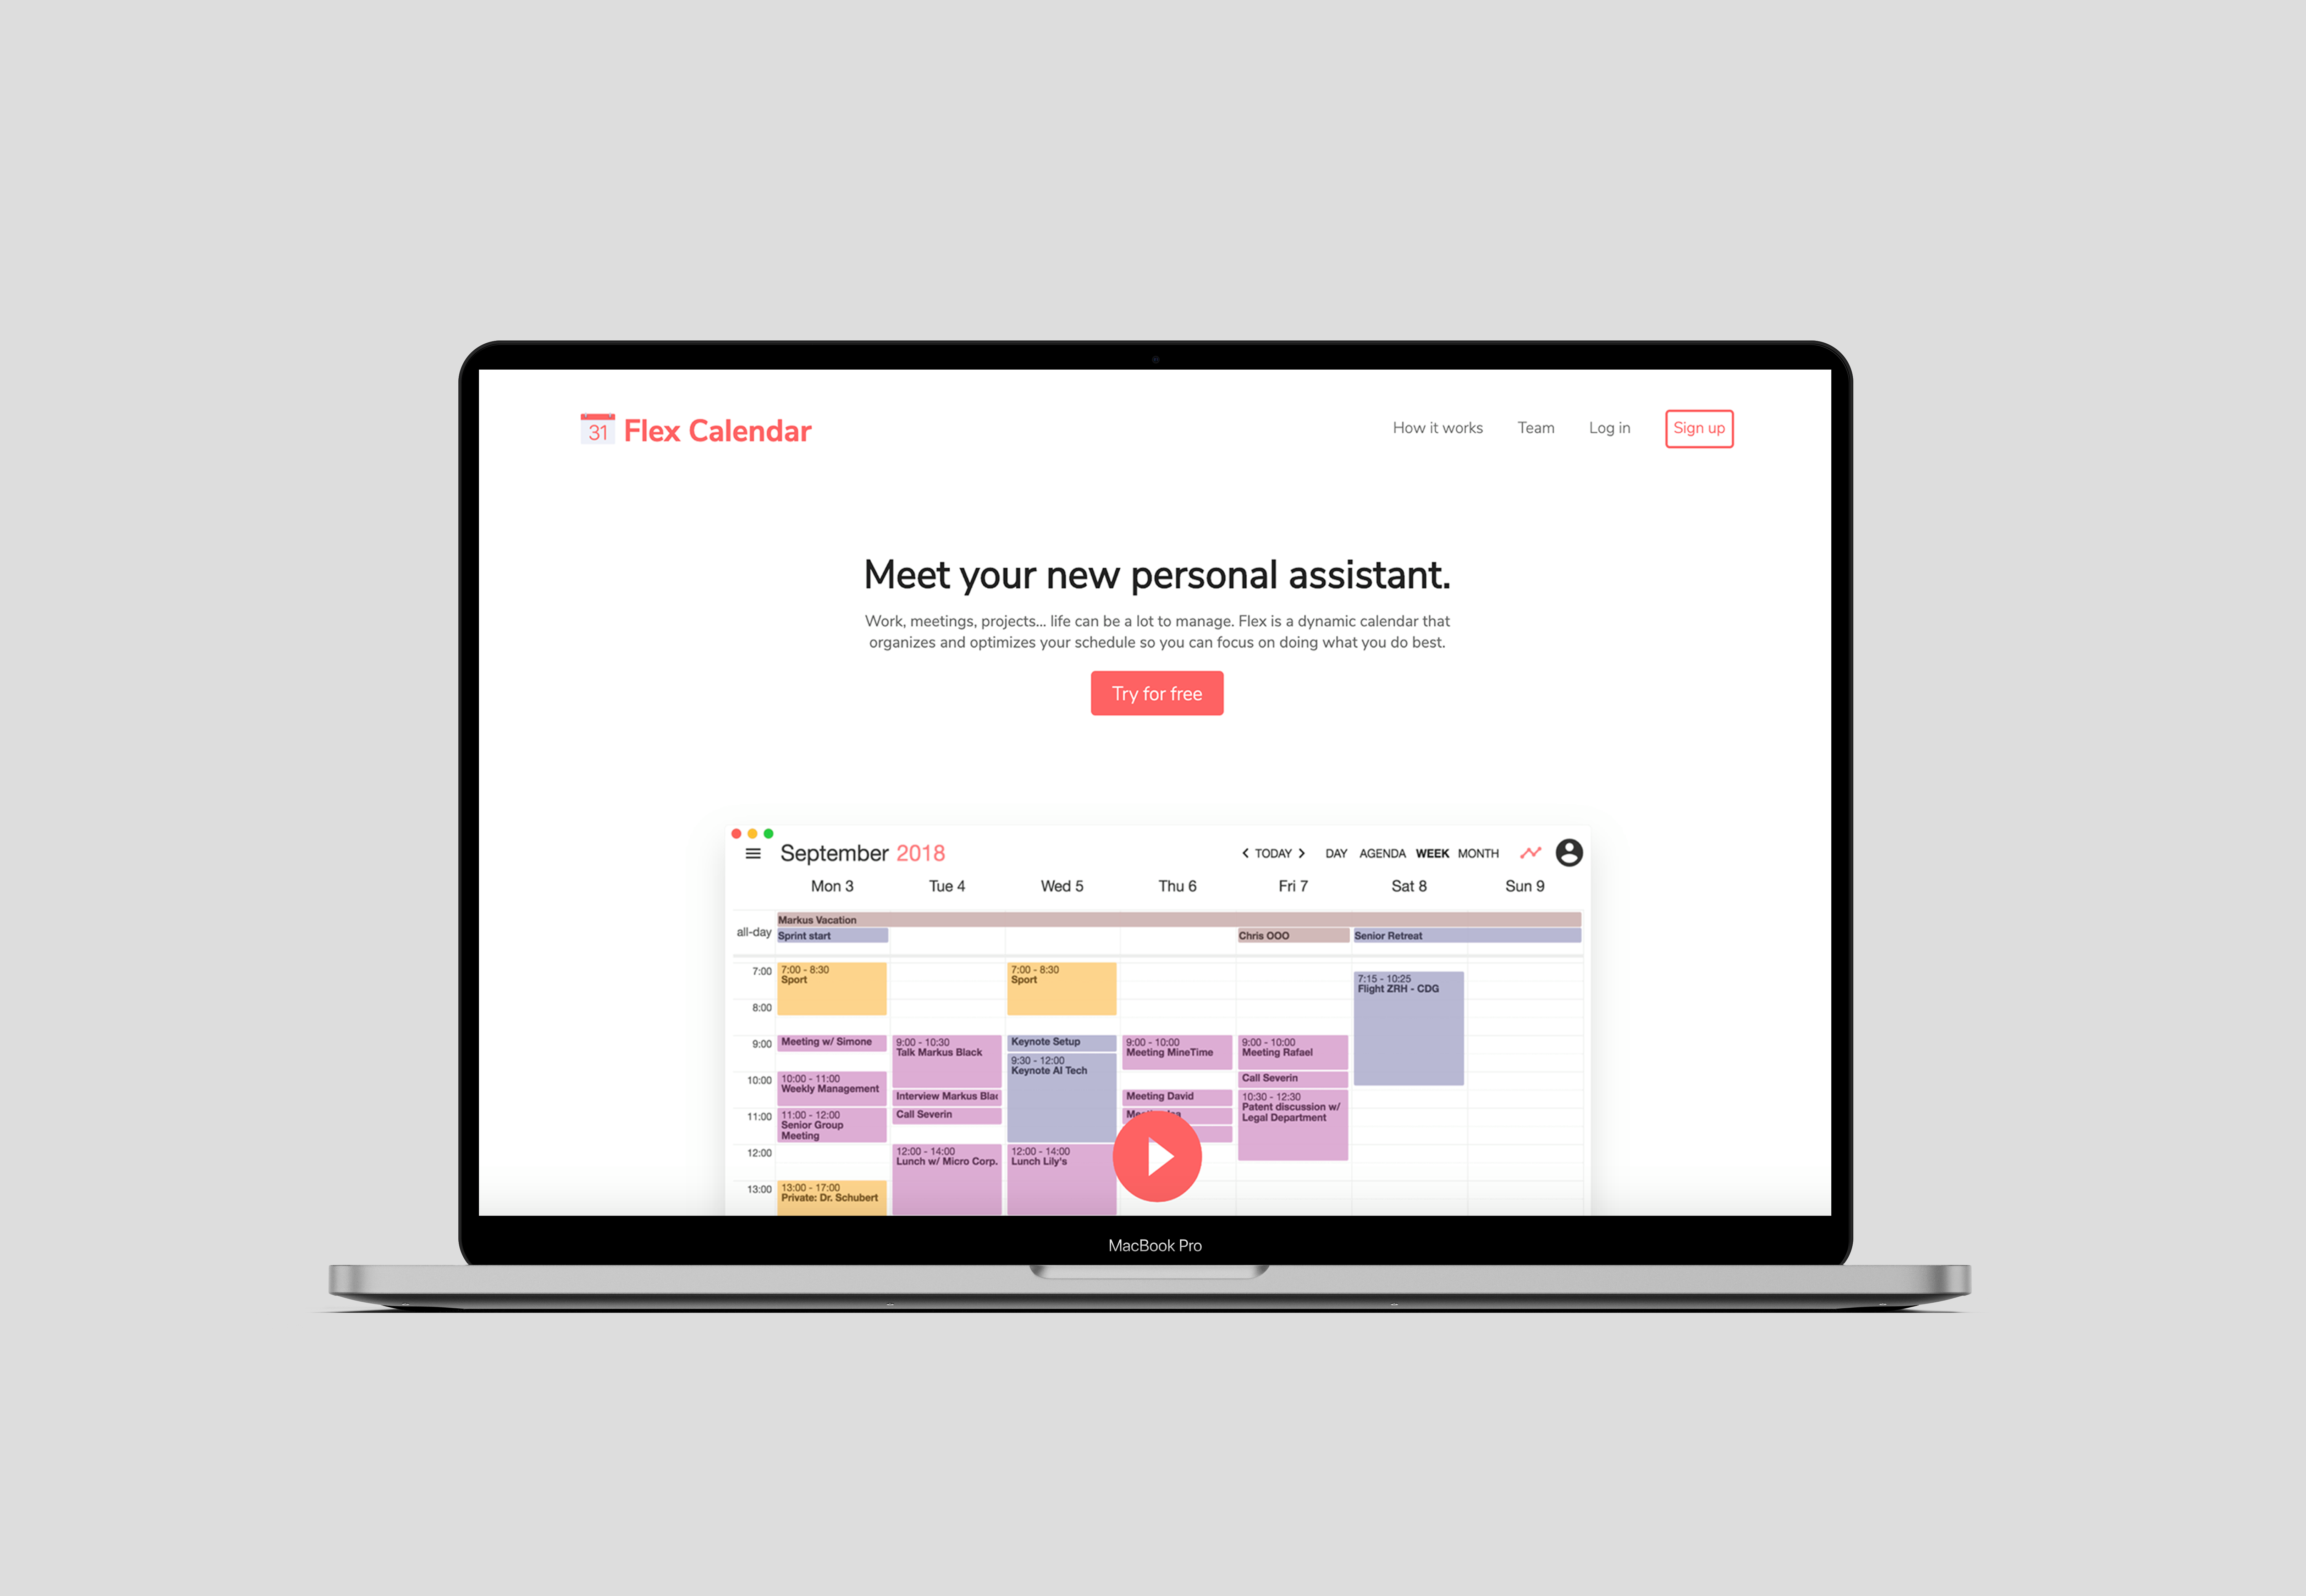 31 Flex Calendar
How it works Team Log in Sign up
Meet your new personal assistant.
Work, meetings, projects... life can be a lot to manage. Flex is a dynamic calendar that
organizes and optimizes your schedule so you can focus on doing what you do best.
Try for free
September 2018
TODAY DAY AGENDA WEEK MONTH
Mon 3 Tue 4 Wed 5 Thu 6 Fri 7 Sat 8 Sun 9
all-day
Markus Vacation
Sprint start Chris OOO Senior Retreat
7:00
8:00
9:00
10:00
11:00
12:00
13:00
7:00 - 8:30
Sport
Meeting w/ Simone
10:00 - 11:00
Weekly Management
11:00 - 12:00
Senior Group
Meeting
13:00 - 17:00
Private: Dr. Schubert
9:00 - 10:30
Talk Markus Black
Interview Markus Blac
Call Severin
12:00 - 14:00
Lunch w/ Micro Corp.
7:00 - 8:30
Sport
Keynote Setup
9:30 - 12:00
Keynote AI Tech
12:00 - 14:00
Lunch Lily's
9:00 - 10:00
Meeting MineTime
Meeting David
9:00 - 10:00
Meeting Rafael
Call Severin
10:30 - 12:30
Patent discussion w/
Legal Department
7:15 - 10:25
Flight ZRH - CDG
MacBook Pro